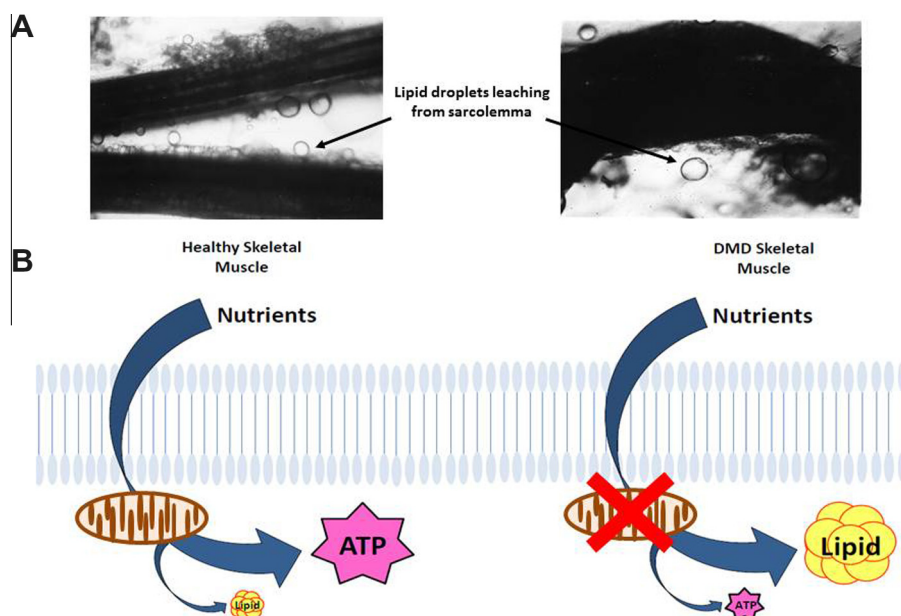 A
Lipid droplets leaching
from sarcolemma
Healthy Skeletal
Muscle
DMD Skeletal
Muscle
B
Nutrients
Nutrients
ATP
Lipid
Lipid
ATP